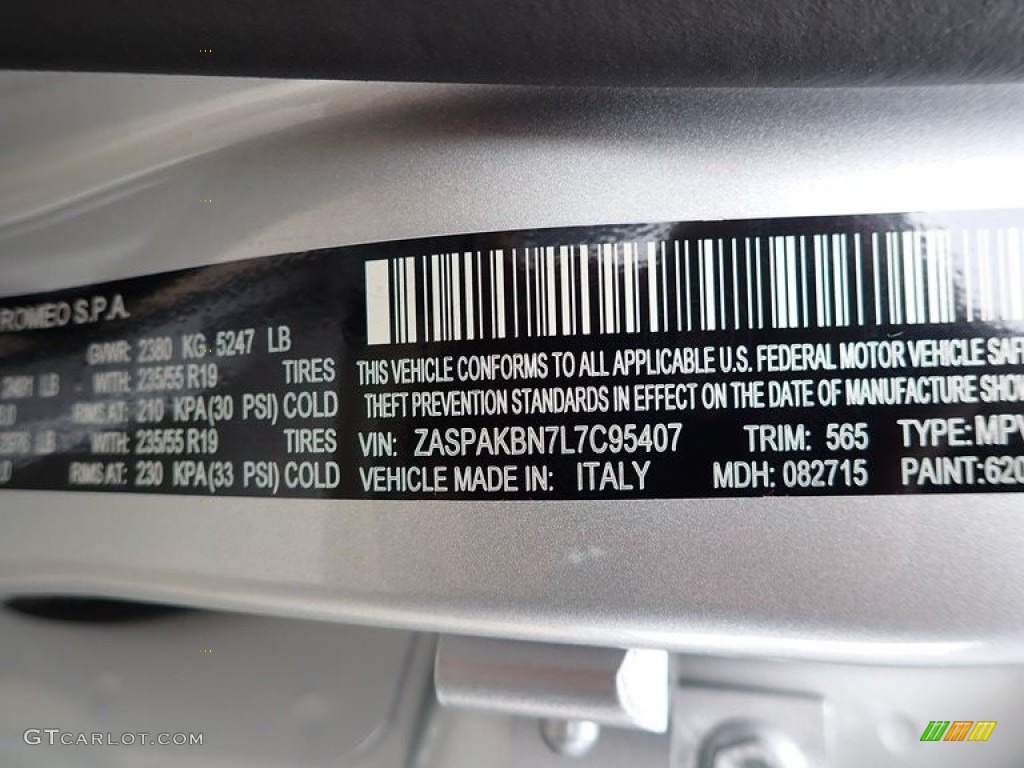 ROMEO S.P.A.
GVWR: 2380 KG 5247 LB
LB WITH: 235/55 R19 TIRES
RIMS AT: 210 KPA(30 PSI) COLD
LB WITH: 235/55 R19 TIRES
RIMS AT: 230 KPA(33 PSI) COLD
THIS VEHICLE CONFORMS TO ALL APPLICABLE U.S. FEDERAL MOTOR VEHICLE SAF
THEFT PREVENTION STANDARDS IN EFFECT ON THE DATE OF MANUFACTURE SHO
VIN: ZASPAKBN7L7C95407 TRIM: 565 TYPE: MPV
VEHICLE MADE IN: ITALY MDH: 082715 PAINT: 620
GTCARLOT.COM